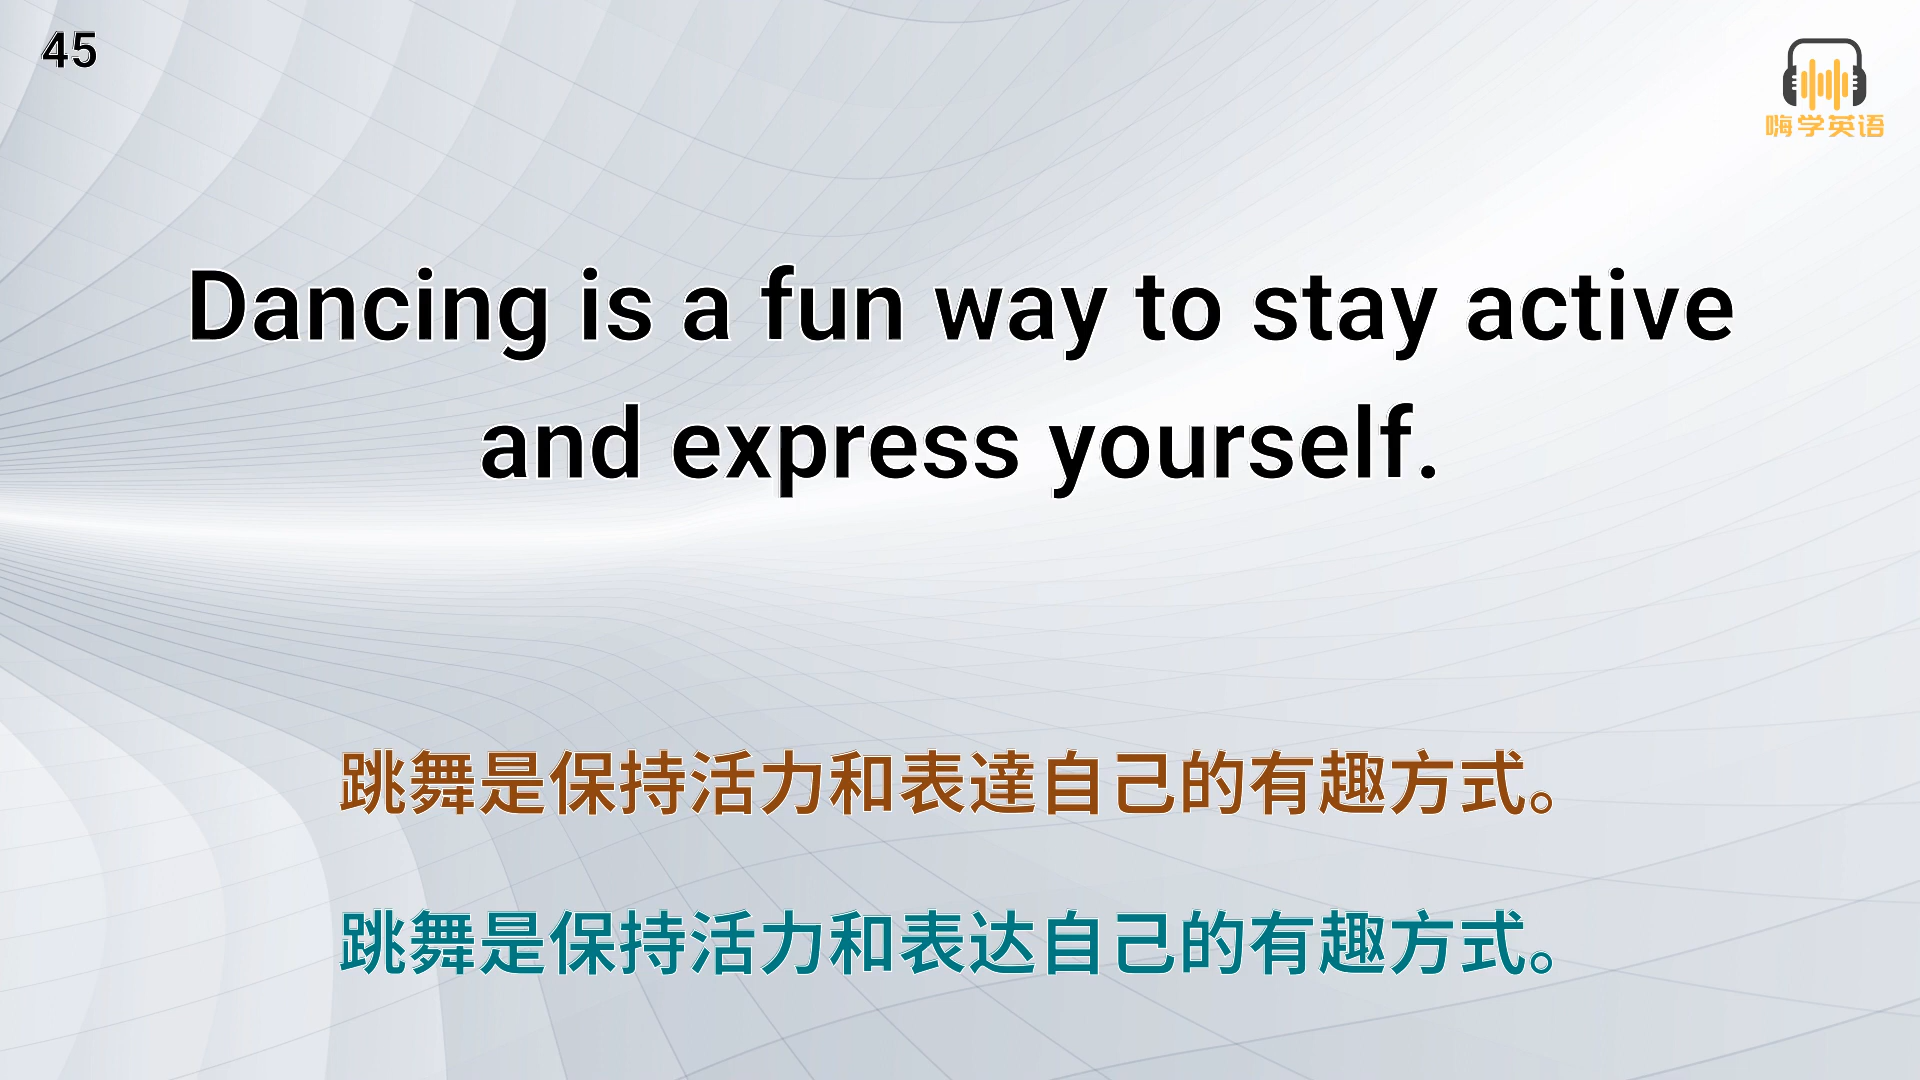 45
嗨学英语
Dancing is a fun way to stay active
and express yourself.
跳舞是保持活力和表達自己的有趣方式。
跳舞是保持活力和表达自己的有趣方式。